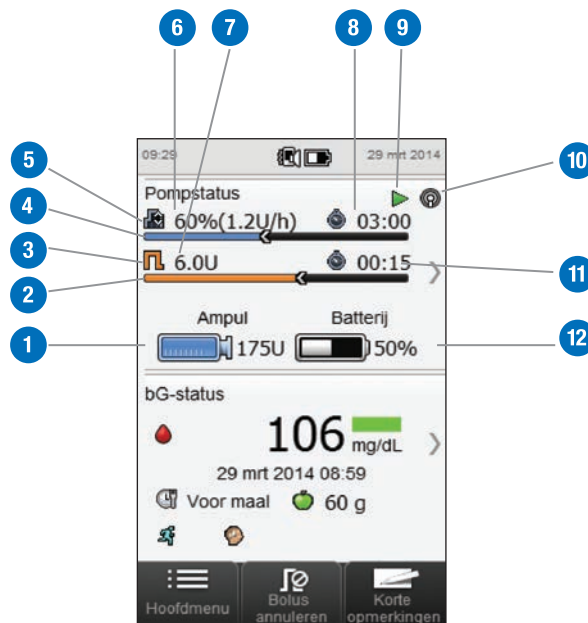 6 7 8 9
09:29 29 mrt 2014
10
5
Pompstatus
4
60%(1.2U/h) 03:00
3
6.0U 00:15
11
2
Ampul Batterij
1
175U 50%
12
bG-status
106 mg/dL
29 mrt 2014 08:59
Voor maal 60 g
Hoofdmenu
Bolus
annuleren
Korte
opmerkingen